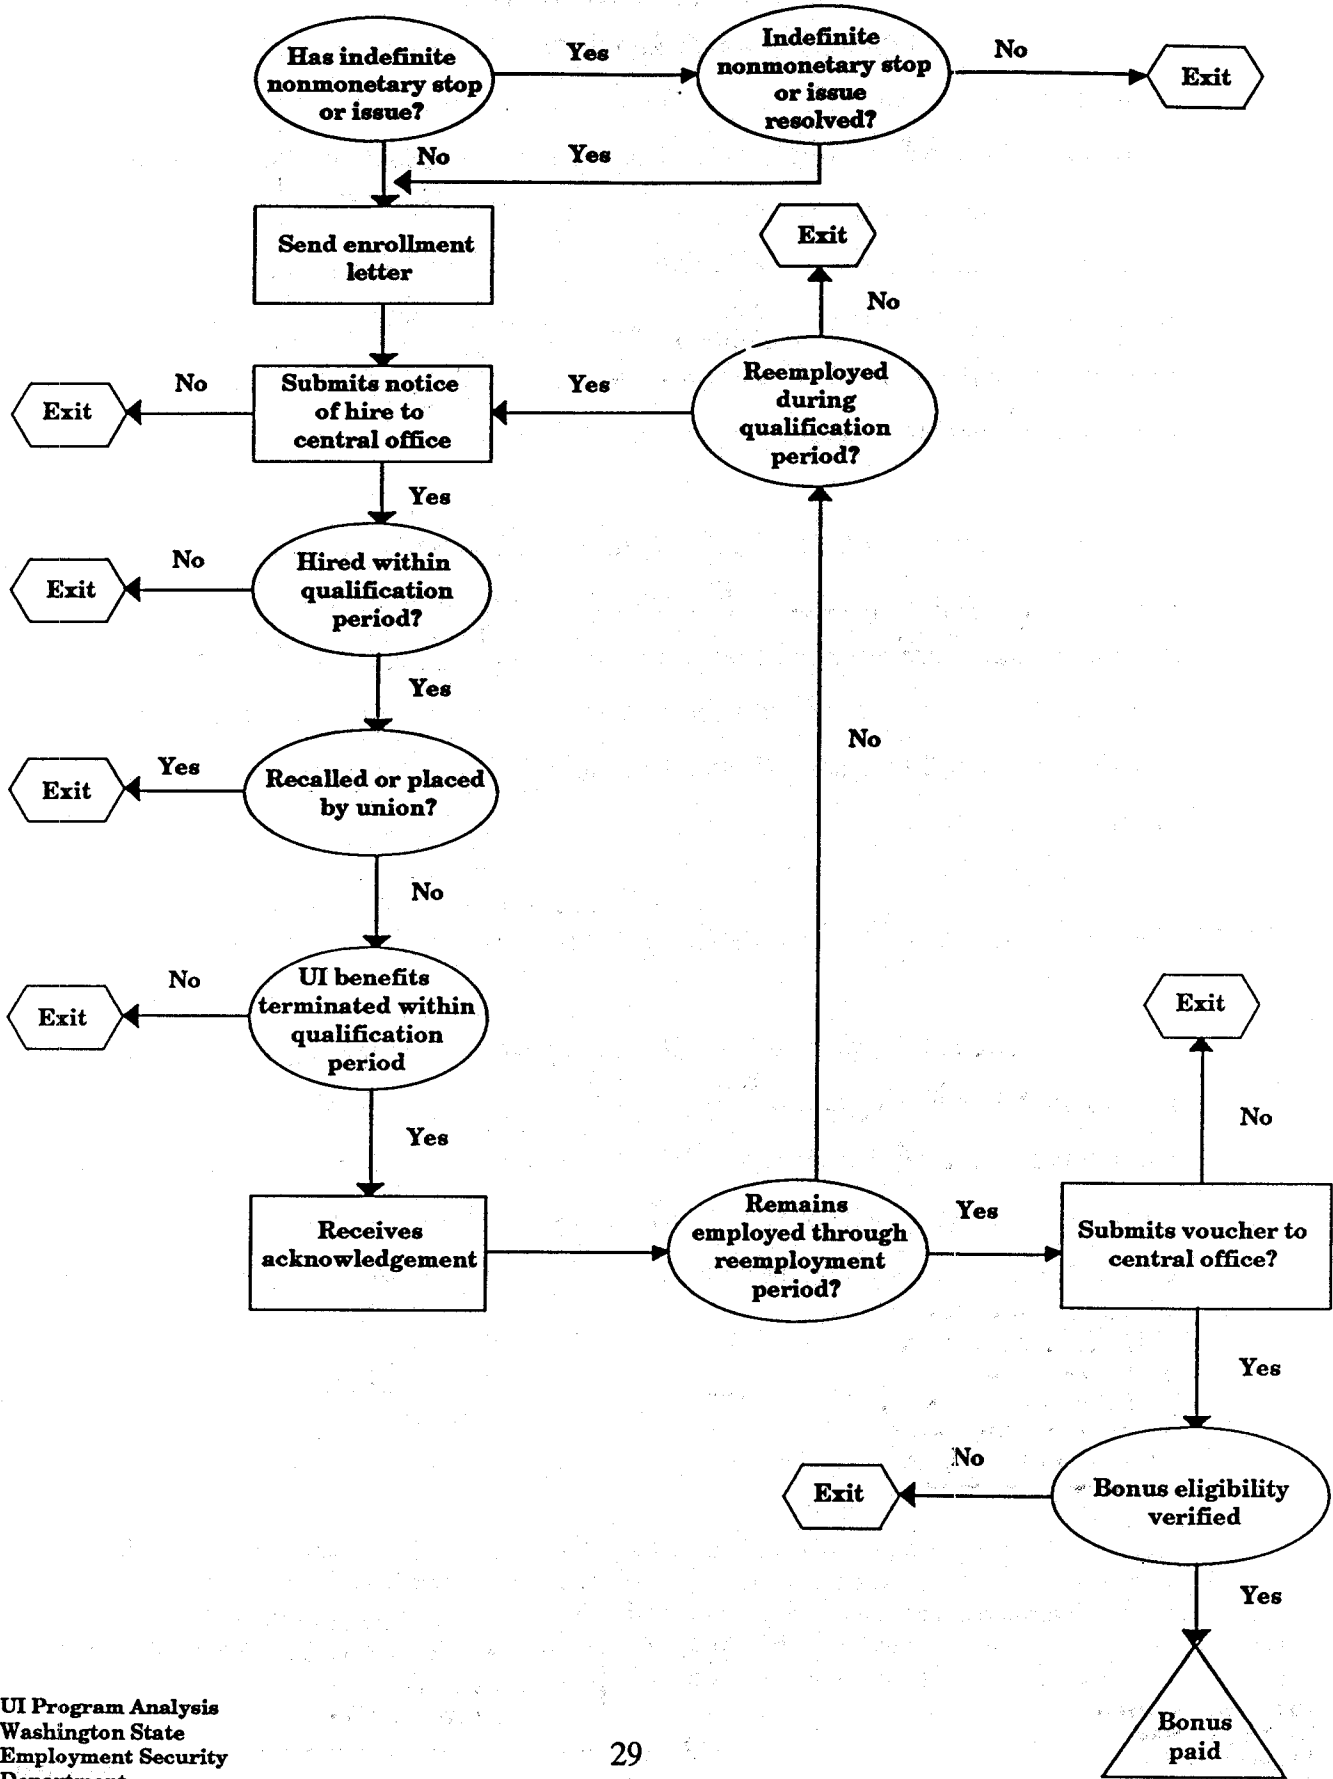 Has indefinite
nonmonetary stop
or issue?
Yes
Indefinite
nonmonetary stop
or issue
resolved?
No
Exit
No
Yes
Send enrollment
letter
Exit
No
Exit
No
Submits notice
of hire to
central office
Yes
Reemployed
during
qualification
period?
Yes
Exit
No
Hired within
qualification
period?
Yes
Exit
Yes
Recalled or placed
by union?
No
No
Exit
No
UI benefits
terminated within
qualification
period
Yes
Exit
No
Receives
acknowledgement
Remains
employed through
reemployment
period?
Yes
Submits voucher to
central office?
Yes
Exit
No
Bonus eligibility
verified
Yes
Bonus
paid
UI Program Analysis
Washington State
Employment Security
29